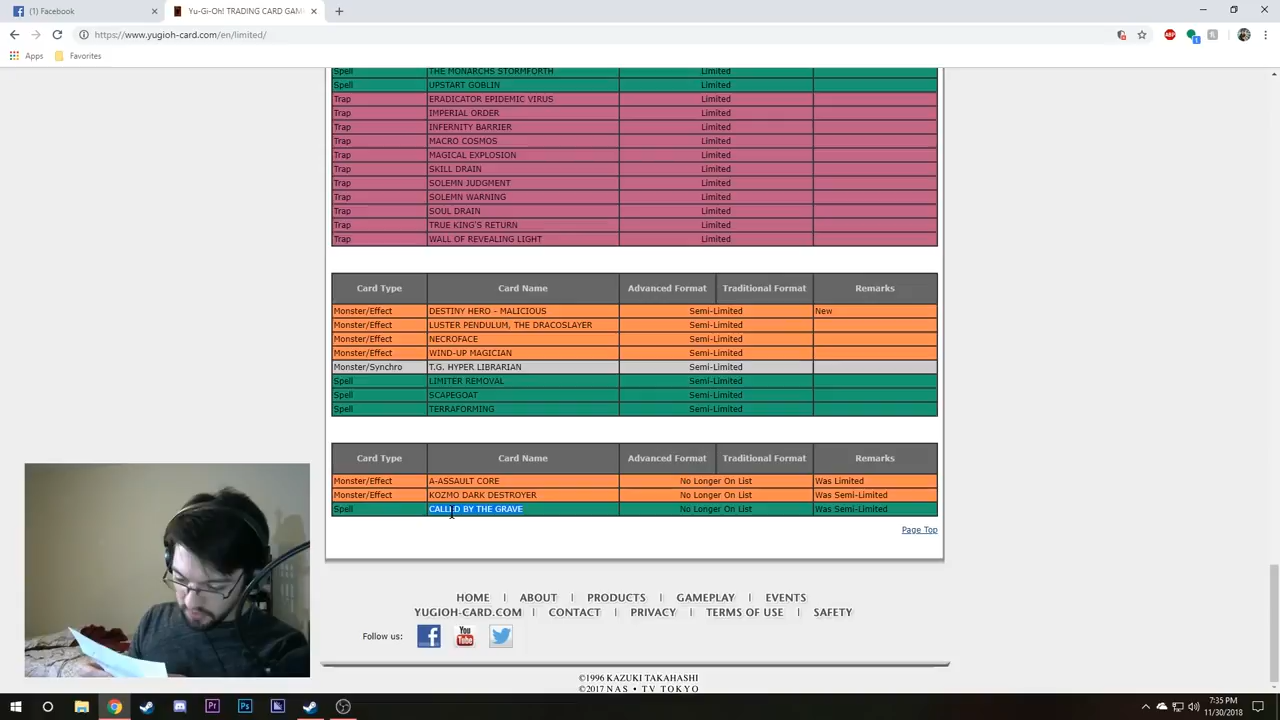 (1) Facebook
Yu-Gi-Oh! TRADING CARD GAM
https://www.yugioh-card.com/en/limited/
Apps
Favorites
Spell THE MONARCHS STORMFORTH Limited
Spell UPSTART GOBLIN Limited
Trap ERADICATOR EPIDEMIC VIRUS Limited
Trap IMPERIAL ORDER Limited
Trap INFERNITY BARRIER Limited
Trap MACRO COSMOS Limited
Trap MAGICAL EXPLOSION Limited
Trap SKILL DRAIN Limited
Trap SOLEMN JUDGMENT Limited
Trap SOLEMN WARNING Limited
Trap SOUL DRAIN Limited
Trap TRUE KING'S RETURN Limited
Trap WALL OF REVEALING LIGHT Limited
Card Type Card Name Advanced Format Traditional Format Remarks
Monster/Effect DESTINY HERO - MALICIOUS Semi-Limited New
Monster/Effect LUSTER PENDULUM, THE DRACOSLAYER Semi-Limited
Monster/Effect NECROFACE Semi-Limited
Monster/Effect WIND-UP MAGICIAN Semi-Limited
Monster/Synchro T.G. HYPER LIBRARIAN Semi-Limited
Spell LIMITER REMOVAL Semi-Limited
Spell SCAPEGOAT Semi-Limited
Spell TERRAFORMING Semi-Limited
Card Type Card Name Advanced Format Traditional Format Remarks
Monster/Effect A-ASSAULT CORE No Longer On List Was Limited
Monster/Effect KOZMO DARK DESTROYER No Longer On List Was Semi-Limited
Spell CALLED BY THE GRAVE No Longer On List Was Semi-Limited
Page Top
HOME | ABOUT | PRODUCTS | GAMEPLAY | EVENTS
YUGIOH-CARD.COM | CONTACT | PRIVACY | TERMS OF USE | SAFETY
Follow us: f You Tube
©1996 KAZUKI TAKAHASHI
©2017 NAS • TV TOKYO
ABP
1
Pr Ps
7:35 PM
11/30/2018